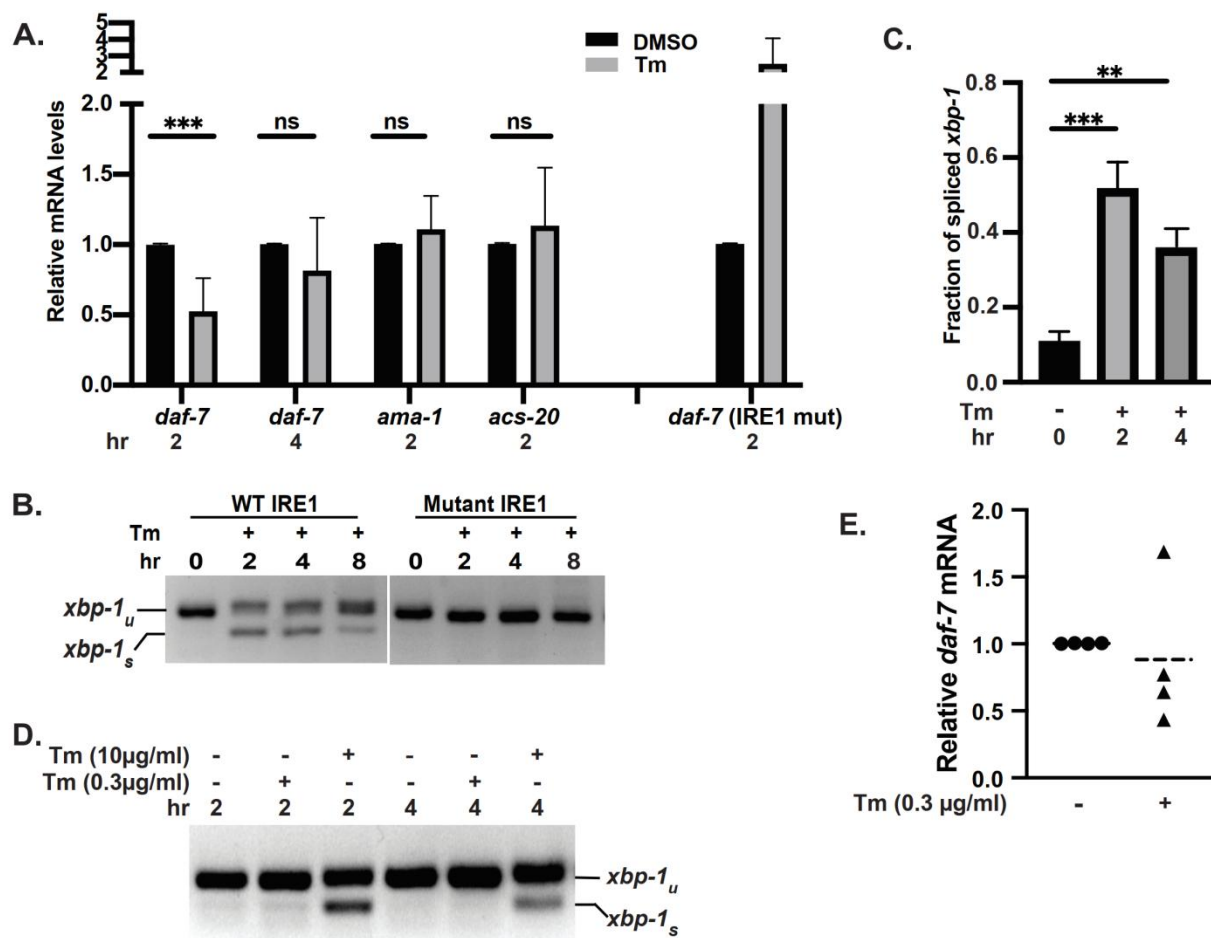 A.
5
4
3
2
DMSO
Tm
Relative mRNA levels
2.0
1.5
1.0
0.5
0.0
*** ns ns ns
daf-7 daf-7 ama-1 acs-20 daf-7 (IRE1 mut)
hr 2 4 2 2 2
B.
WT IRE1 Mutant IRE1
Tm + + + + + +
hr 0 2 4 8 0 2 4 8
xbp-1u
xbp-1s
C.
Fraction of spliced xbp-1
0.8
0.6
0.4
0.2
0.0
**
***
Tm - + +
hr 0 2 4
D.
Tm (10µg/ml) - - + - - +
Tm (0.3µg/ml) - + - + 
hr 2 2 2 4 4 4
xbp-1u
xbp-1s
E.
Relative daf-7 mRNA
2.0
1.5
1.0
0.5
0.0
Tm (0.3 µg/ml) - +